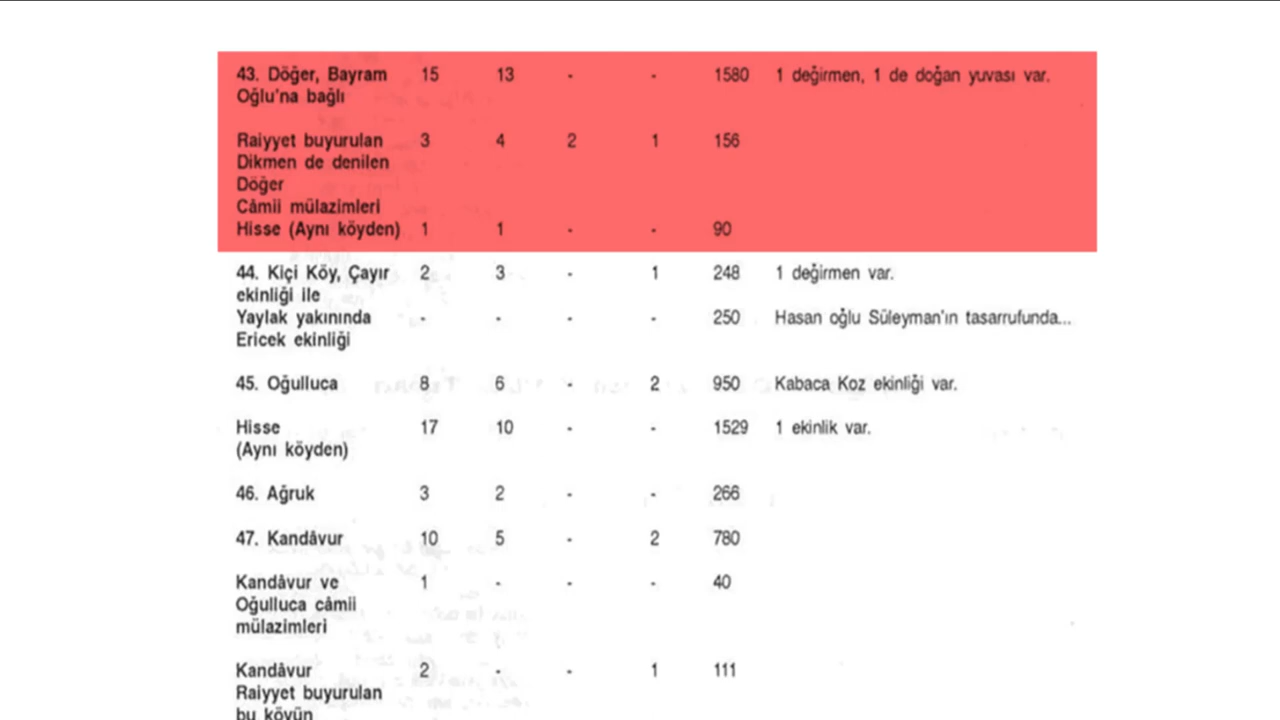 43. Döğer, Bayram 15 13 - - 1580 1 değirmen, 1 de doğan yuvası var.
Oğlu'na bağlı
Raiyyet buyurulan 3 4 2 1 156
Dikmen de denilen
Döğer
Câmii mülazimleri
Hisse (Aynı köyden) 1 1 - - 90
44. Kiçi Köy, Çayır 2 3 - 1 248 1 değirmen var.
ekinliği ile
Yaylak yakınında - - - - 250 Hasan oğlu Süleyman'ın tasarrufunda...
Ericek ekinliği
45. Oğulluca 8 6 - 2 950 Kabaca Koz ekinliği var.
Hisse 17 10 - - 1529 1 ekinlik var.
(Aynı köyden)
46. Ağruk 3 2 - - 266
47. Kandâvur 10 5 - 2 780
Kandâvur ve 1 - - - 40
Oğulluca câmii
mülazimleri
Kandâvur 2 - - 1 111
Raiyyet buyurulan
bu köyün